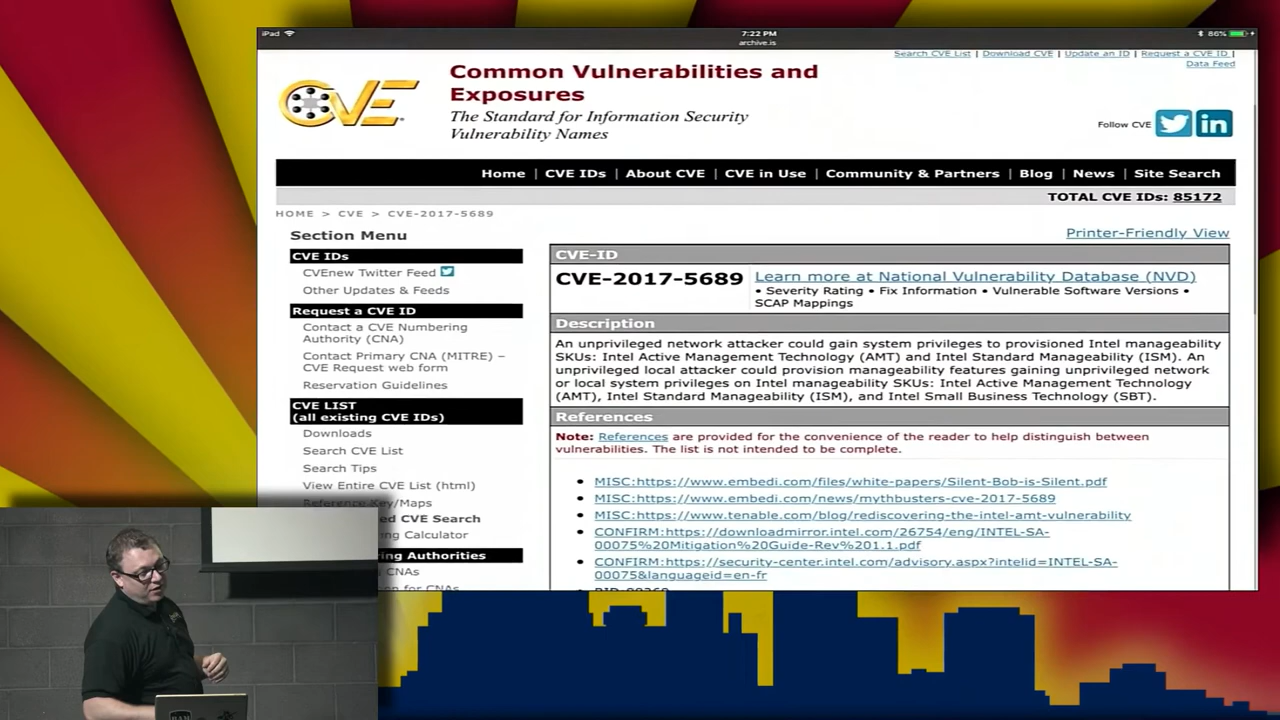 iPad
7:22 PM
86%
archive.is
Search CVE List | Download CVE | Update an ID | Request a CVE ID |
Data Feed
CVE
Common Vulnerabilities and
Exposures
The Standard for Information Security
Vulnerability Names
Follow CVE
in
Home | CVE IDs | About CVE | CVE in Use | Community & Partners | Blog | News | Site Search
TOTAL CVE IDs: 85172
HOME > CVE > CVE-2017-5689
Section Menu
Printer-Friendly View
CVE IDs
CVEnew Twitter Feed
Other Updates & Feeds
Request a CVE ID
Contact a CVE Numbering
Authority (CNA)
Contact Primary CNA (MITRE) –
CVE Request web form
Reservation Guidelines
CVE LIST
(all existing CVE IDs)
Downloads
Search CVE List
Search Tips
View Entire CVE List (html)
Reference Key/Maps
ed CVE Search
ng Calculator
ing Authorities
CNAs
on for CNAs
CVE-ID
CVE-2017-5689
Learn more at National Vulnerability Database (NVD)
• Severity Rating • Fix Information • Vulnerable Software Versions •
SCAP Mappings
Description
An unprivileged network attacker could gain system privileges to provisioned Intel manageability
SKUs: Intel Active Management Technology (AMT) and Intel Standard Manageability (ISM). An
unprivileged local attacker could provision manageability features gaining unprivileged network
or local system privileges on Intel manageability SKUs: Intel Active Management Technology
(AMT), Intel Standard Manageability (ISM), and Intel Small Business Technology (SBT).
References
Note: References are provided for the convenience of the reader to help distinguish between
vulnerabilities. The list is not intended to be complete.
• MISC:https://www.embedi.com/files/white-papers/Silent-Bob-is-Silent.pdf
• MISC:https://www.embedi.com/news/mythbusters-cve-2017-5689
• MISC:https://www.tenable.com/blog/rediscovering-the-intel-amt-vulnerability
• CONFIRM:https://downloadmirror.intel.com/26754/eng/INTEL-SA-
00075%20Mitigation%20Guide-Rev%201.1.pdf
• CONFIRM:https://security-center.intel.com/advisory.aspx?intelid=INTEL-SA-
00075&languageid=en-fr